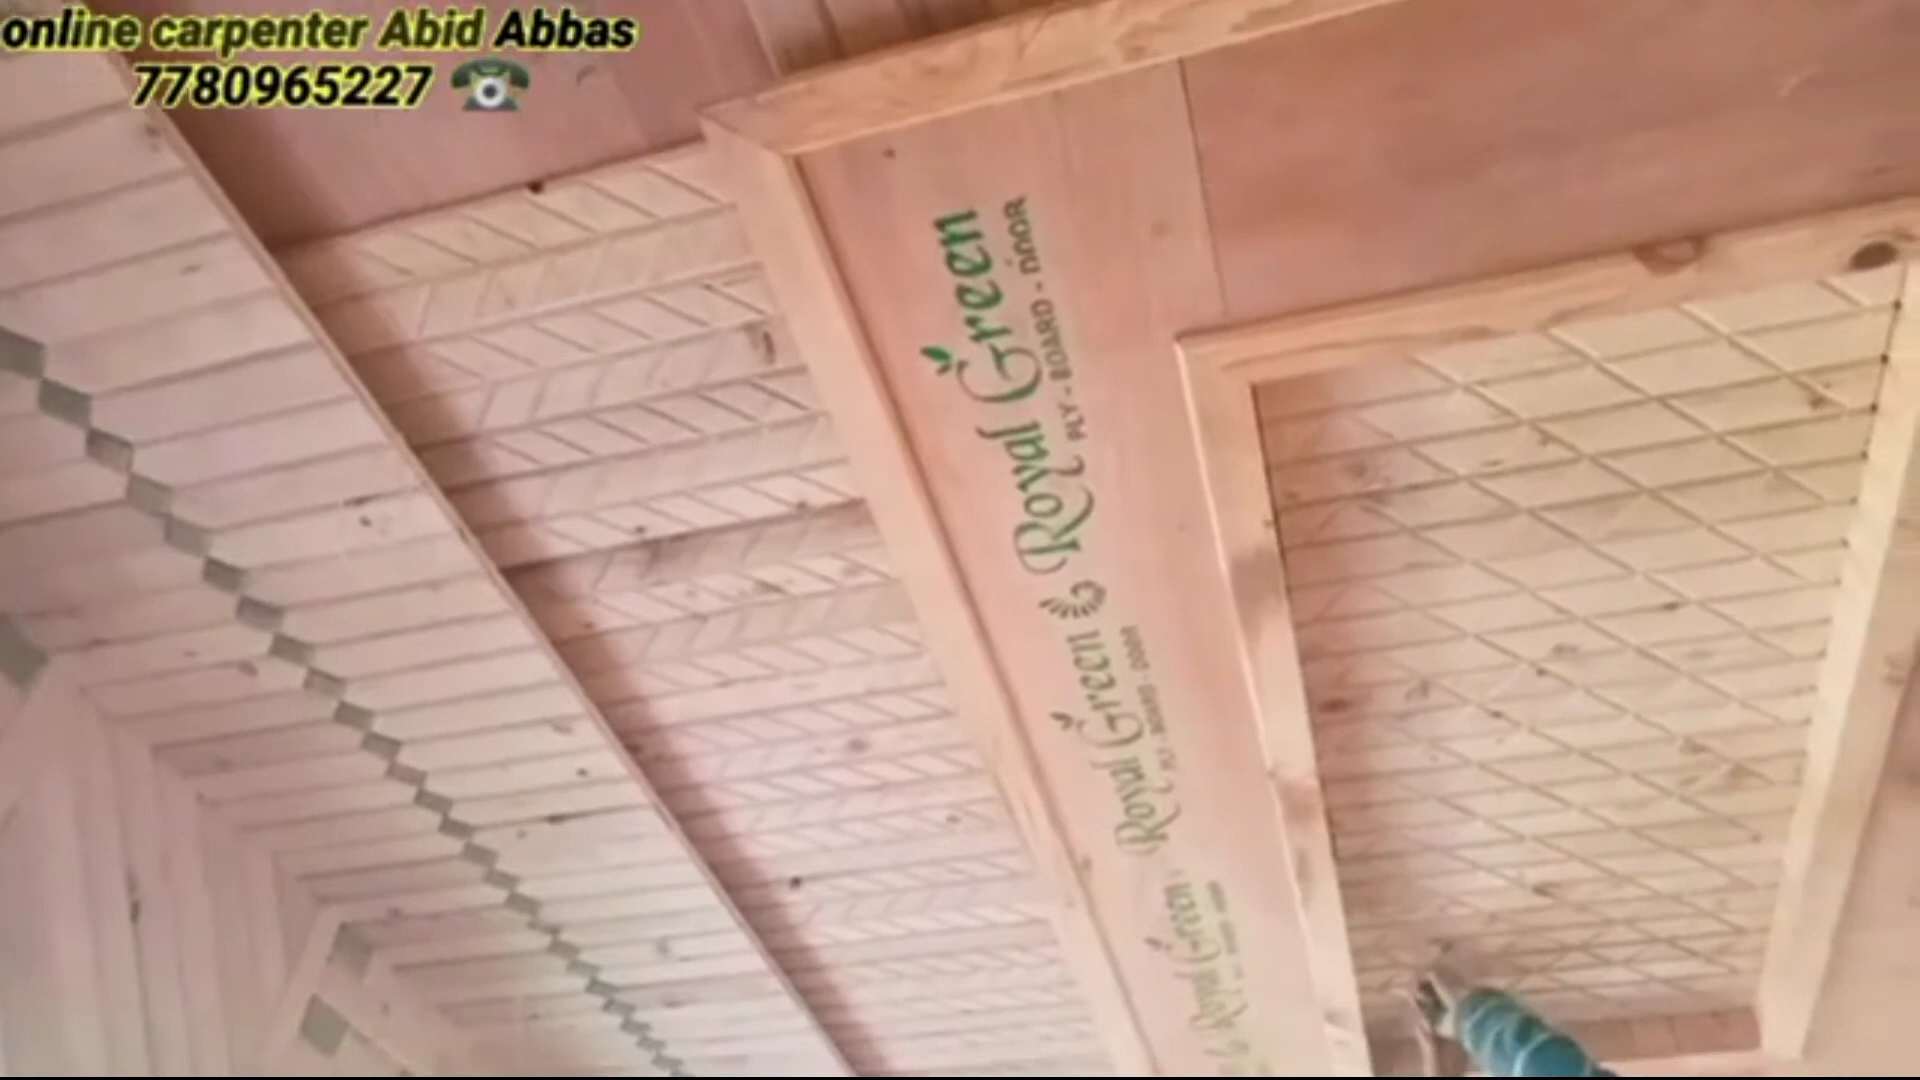 online carpenter Abid Abbas
7780965227
Royal Green
PLY - BOARD - DOOR
Royal Green
PLY - BOARD - DOOR
Royal Green